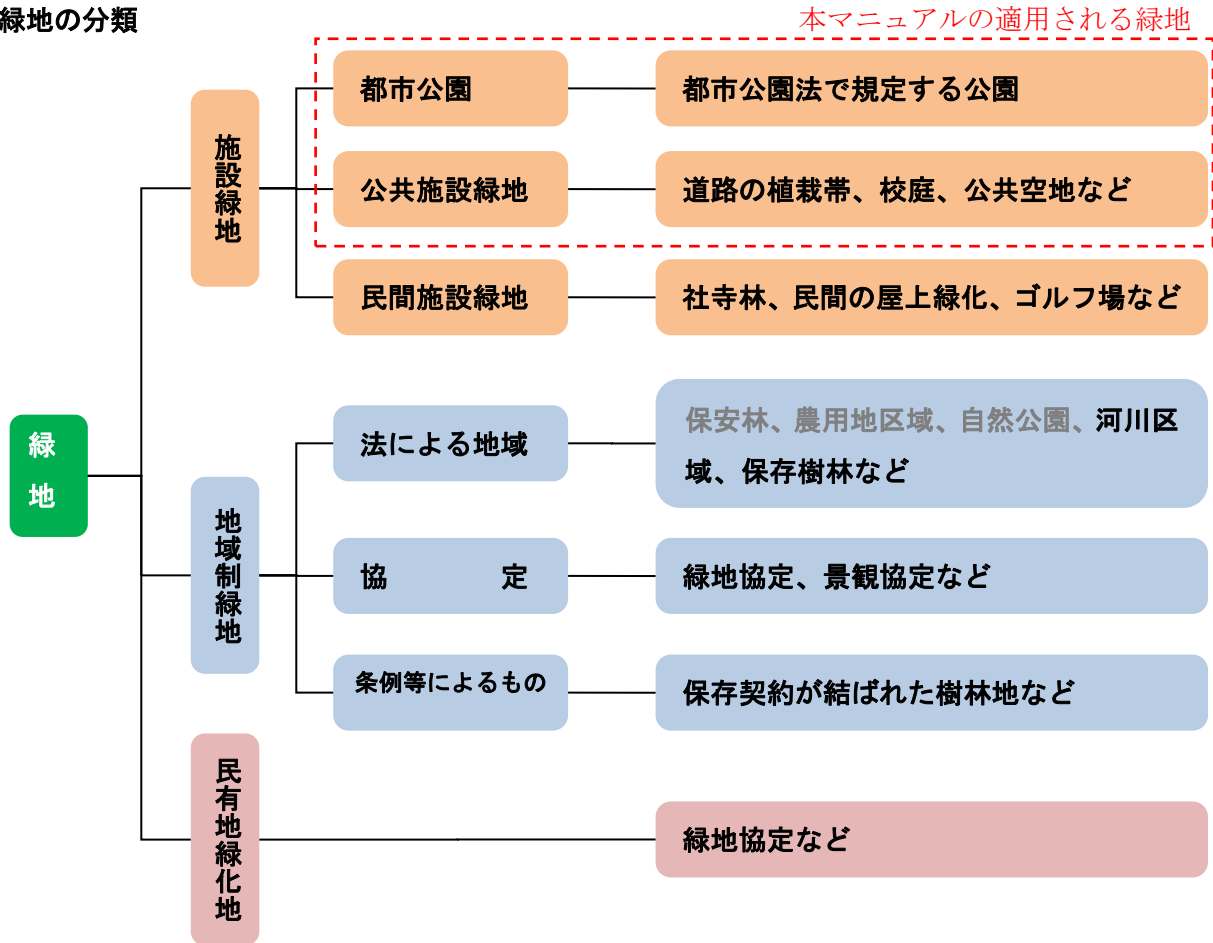 緑地の分類
本マニュアルの適用される緑地
都市公園
都市公園法で規定する公園
施設緑地
公共施設緑地
道路の植栽帯、校庭、公共空地など
民間施設緑地
社寺林、民間の屋上緑化、ゴルフ場など
緑
地
法による地域
保安林、農用地区域、自然公園、河川区
域、保存樹林など
地域制緑地
協 定
緑地協定、景観協定など
条例等によるもの
保存契約が結ばれた樹林地など
民有地緑化地
緑地協定など